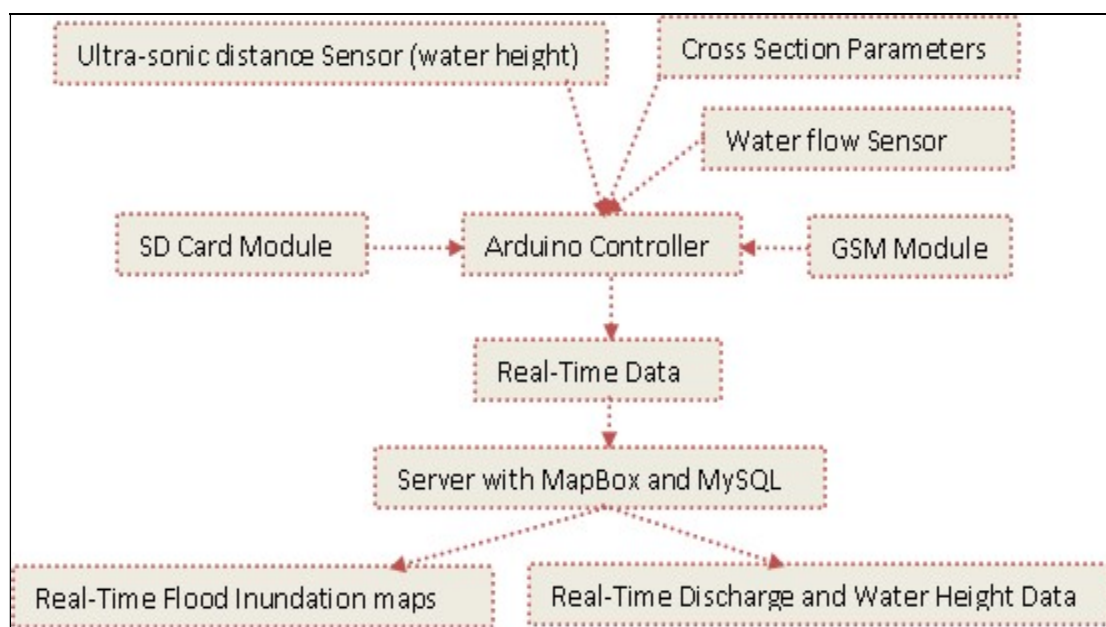 Ultra-sonic distance Sensor (water height)
Cross Section Parameters
Water flow Sensor
SD Card Module
Arduino Controller
GSM Module
Real-Time Data
Server with MapBox and MySQL
Real-Time Flood Inundation maps
Real-Time Discharge and Water Height Data